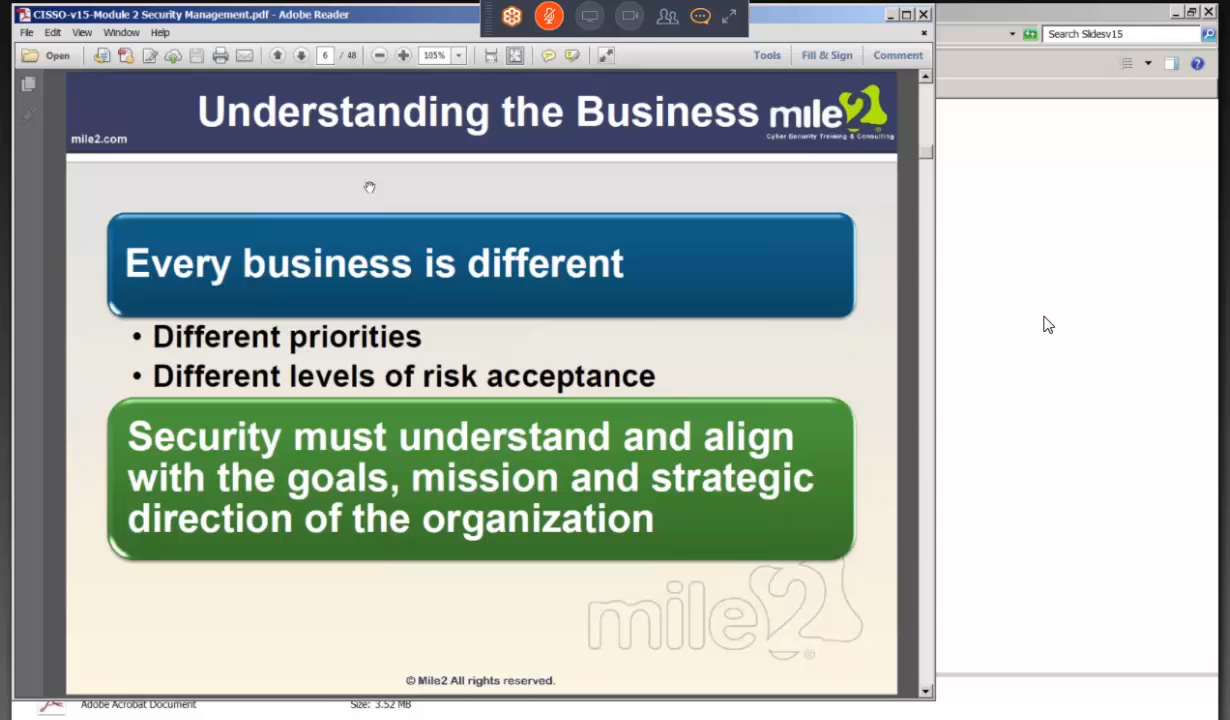 CISSO-v15-Module 2 Security Management.pdf - Adobe Reader
File Edit View Window Help
Search Slidesv15
Open 6 / 48 105% Tools Fill & Sign Comment
Understanding the Business
mile2
Cyber Security Training & Consulting
mile2.com
Every business is different
• Different priorities
• Different levels of risk acceptance
Security must understand and align
with the goals, mission and strategic
direction of the organization
mile2
© Mile2 All rights reserved.
Adobe Acrobat Document Size: 3.52 MB